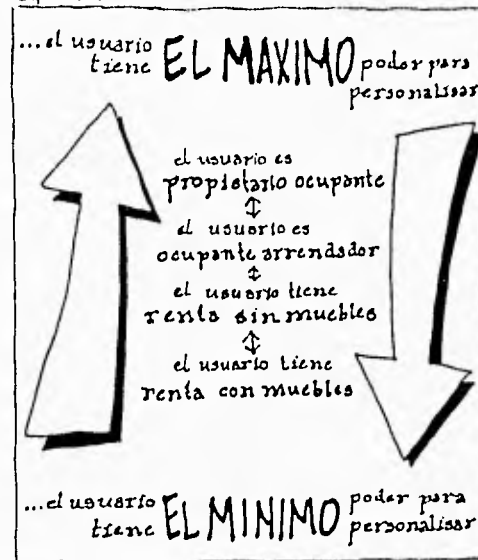 ...el usuario
tiene EL MAXIMO poder para
personalisar
el usuario es
propietario ocupante
el usuario es
ocupante arrendador
el usuario tiene
renta sin muebles
el usuario tiene
renta con muebles
...el usuario
tiene EL MINIMO poder para
personalisar